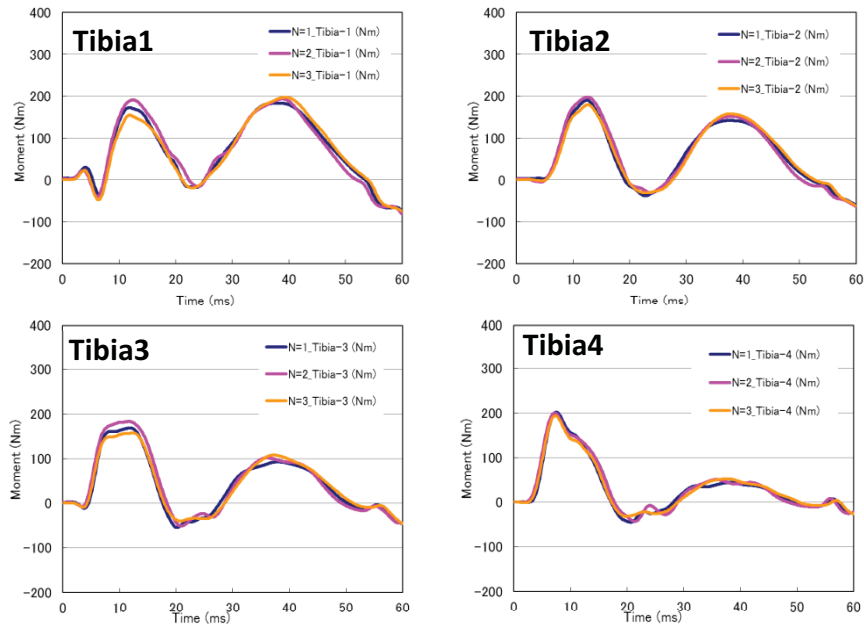 Tibia1
N=1_Tibia-1 (Nm)
N=2_Tibia-1 (Nm)
N=3_Tibia-1 (Nm)
400
300
200
100
0
-100
-200
Moment (Nm)
0 10 20 30 40 50 60
Time (ms)
Tibia2
N=1_Tibia-2 (Nm)
N=2_Tibia-2 (Nm)
N=3_Tibia-2 (Nm)
400
300
200
100
0
-100
-200
Moment (Nm)
0 10 20 30 40 50 60
Time (ms)
Tibia3
N=1_Tibia-3 (Nm)
N=2_Tibia-3 (Nm)
N=3_Tibia-3 (Nm)
400
300
200
100
0
-100
-200
Moment (Nm)
0 10 20 30 40 50 60
Time (ms)
Tibia4
N=1_Tibia-4 (Nm)
N=2_Tibia-4 (Nm)
N=3_Tibia-4 (Nm)
400
300
200
100
0
-100
-200
Moment (Nm)
0 10 20 30 40 50 60
Time (ms)